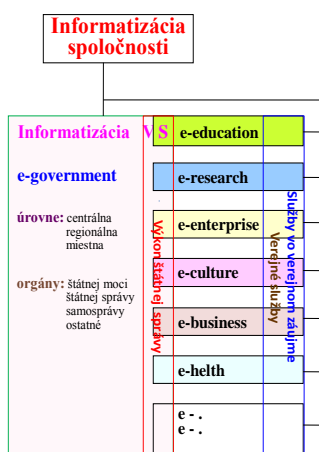 Informatizácia
spoločnosti
Informatizácia VS
e-government
úrovne: centrálna
regionálna
miestna
orgány: štátnej moci
štátnej správy
samosprávy
ostatné
e-education
e-research
e-enterprise
e-culture
e-business
e-helth
e - .
e - .
Výkon štátnej správy
Verejné služby
Služby vo verejnom záujme